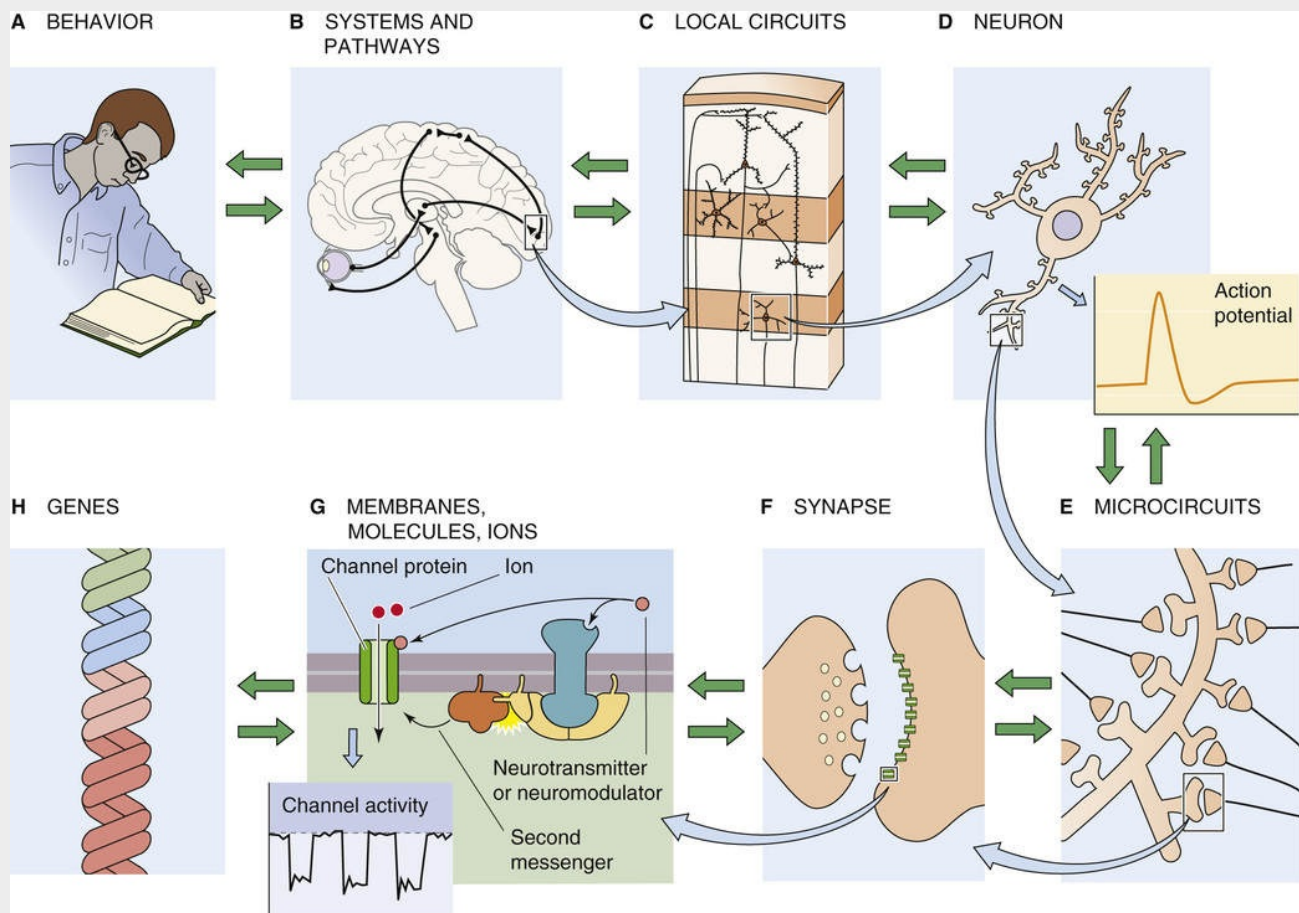 A BEHAVIOR
B SYSTEMS AND
PATHWAYS
C LOCAL CIRCUITS
D NEURON
Action
potential
H GENES
G MEMBRANES,
MOLECULES, IONS
F SYNAPSE
E MICROCIRCUITS
Channel protein
Ion
Neurotransmitter
or neuromodulator
Channel activity
Second
messenger